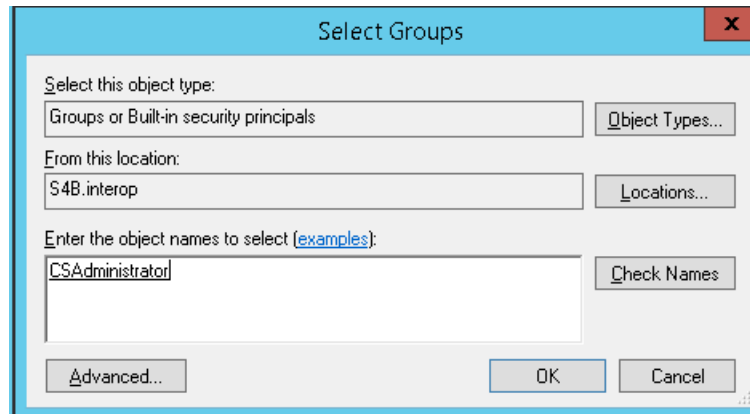 Select Groups
x
Select this object type:
Groups or Built-in security principals
Object Types...
From this location:
S4B.interop
Locations...
Enter the object names to select (examples):
CSAdministrator
Check Names
Advanced...
OK
Cancel